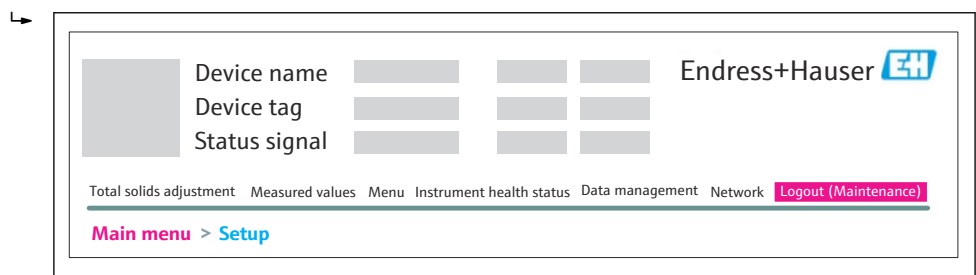 Device name
Endress+Hauser EH
Device tag
Status signal
Total solids adjustment Measured values Menu Instrument health status Data management Network Logout (Maintenance)
Main menu > Setup